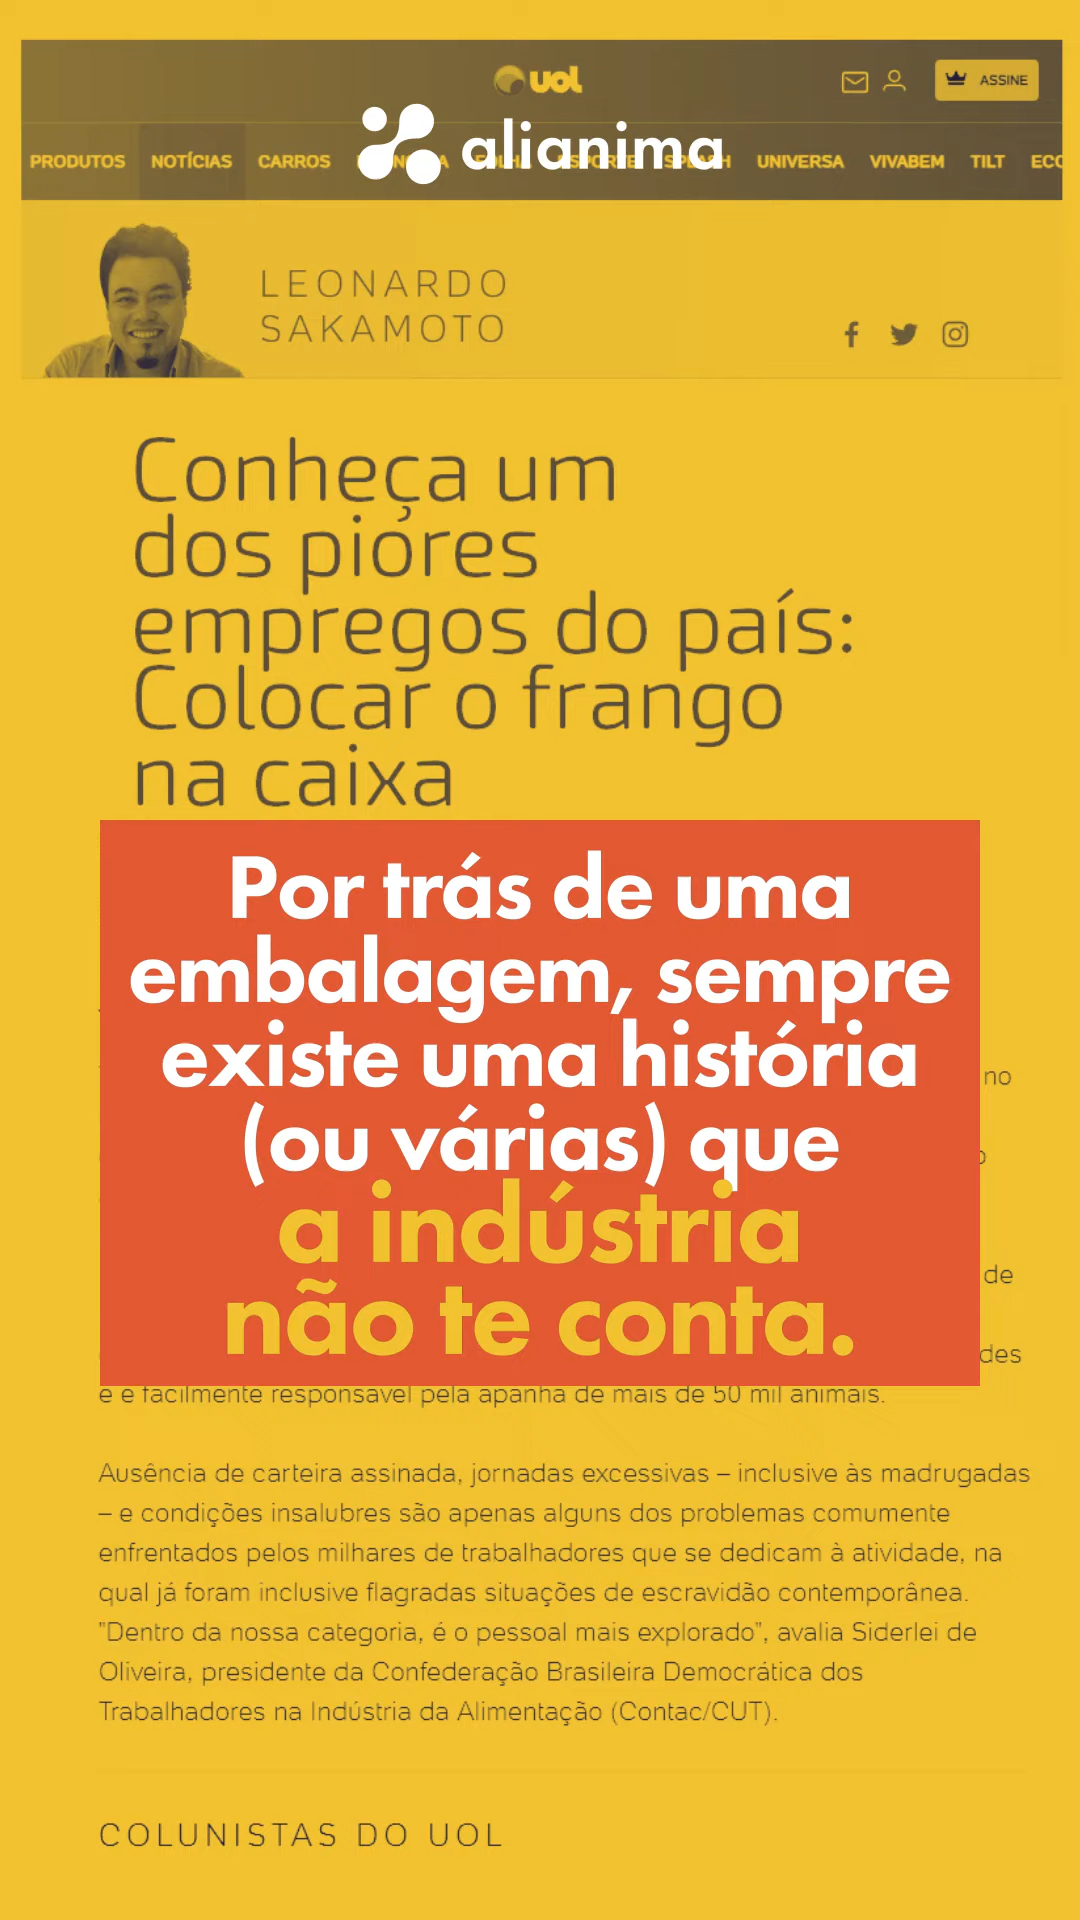 uol
ASSINE
alianima
PRODUTOS NOTÍCIAS CARROS FOLHA ESPORTE SPLASH UNIVERSA VIVABEM TILT ECO
LEONARDO
SAKAMOTO
Conheça um
dos piores
empregos do país:
Colocar o frango
na caixa
Por trás de uma
embalagem, sempre
existe uma história
(ou várias) que
a indústria
não te conta.
no
de
des
e é facilmente responsável pela apanha de mais de 50 mil animais.
Ausência de carteira assinada, jornadas excessivas – inclusive às madrugadas
– e condições insalubres são apenas alguns dos problemas comumente
enfrentados pelos milhares de trabalhadores que se dedicam à atividade, na
qual já foram inclusive flagradas situações de escravidão contemporânea.
"Dentro da nossa categoria, é o pessoal mais explorado", avalia Siderlei de
Oliveira, presidente da Confederação Brasileira Democrática dos
Trabalhadores na Indústria da Alimentação (Contac/CUT).
COLUNISTAS DO UOL